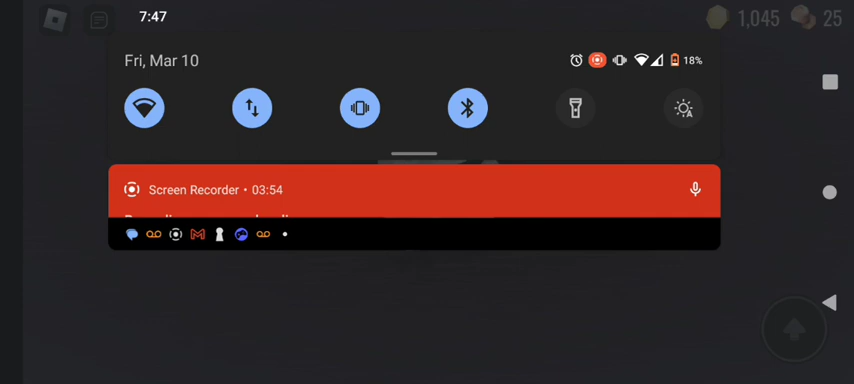 7:47
1,045 25
Fri, Mar 10
18%
Screen Recorder • 03:54